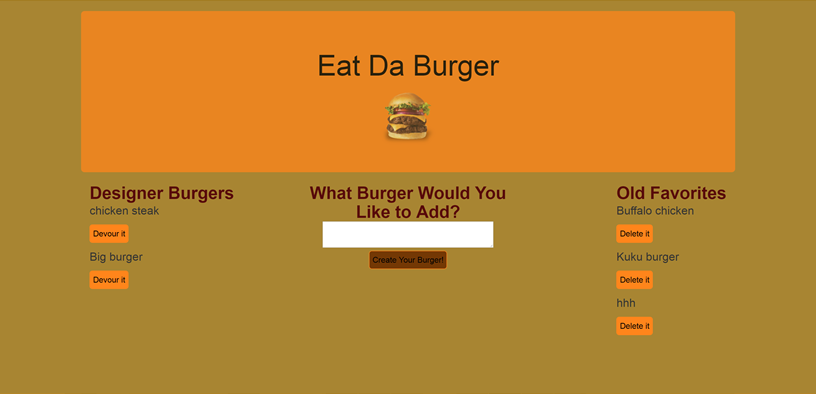 Eat Da Burger
Designer Burgers
chicken steak
Devour it
Big burger
Devour it
What Burger Would You
Like to Add?
Create Your Burger!
Old Favorites
Buffalo chicken
Delete it
Kuku burger
Delete it
hhh
Delete it